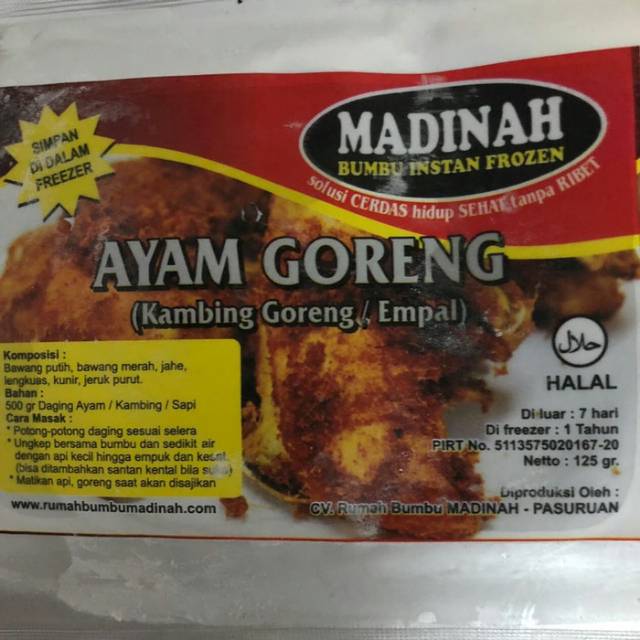 SIMPAN
DI DALAM
FREEZER
MADINAH
BUMBU INSTAN FROZEN
solusi CERDAS hidup SEHAT tanpa RIBET
AYAM GORENG
(Kambing Goreng / Empal)
Komposisi :
Bawang putih, bawang merah, jahe,
lengkuas, kunir, jeruk purut.
Bahan :
500 gr Daging Ayam / Kambing / Sapi
Cara Masak :
* Potong-potong daging sesuai selera
* Ungkep bersama bumbu dan sedikit air
dengan api kecil hingga empuk dan kesat
(bisa ditambahkan santan kental bila suka)
* Matikan api, goreng saat akan disajikan
www.rumahbumbumadinah.com
حلال
HALAL
Di luar : 7 hari
Di freezer : 1 Tahun
PIRT No. 5113575020167-20
Netto : 125 gr.
Diproduksi Oleh :
CV. Rumah Bumbu MADINAH - PASURUAN